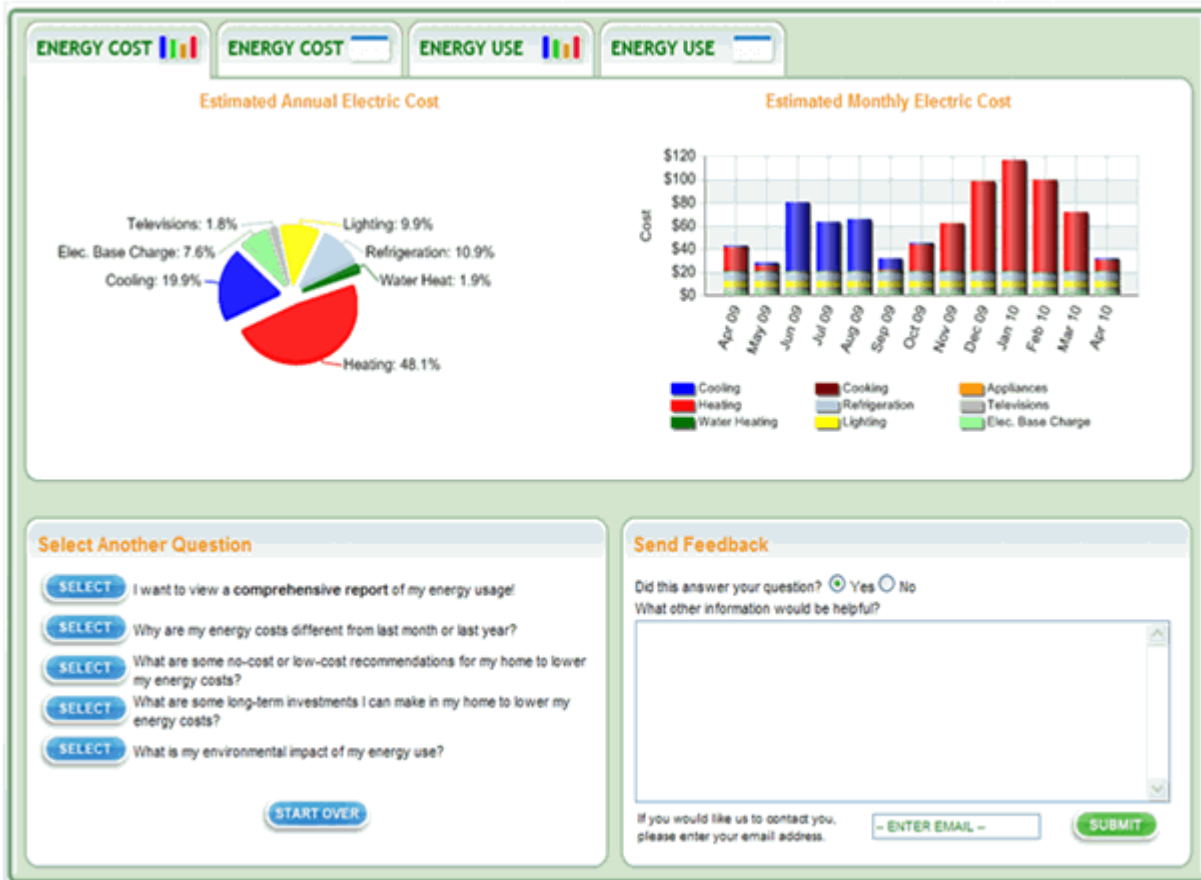 ENERGY COST
ENERGY COST
ENERGY USE
ENERGY USE
Estimated Annual Electric Cost
Televisions: 1.8%
Lighting: 9.9%
Elec. Base Charge: 7.6%
Refrigeration: 10.9%
Cooling: 19.9%
Water Heat: 1.9%
Heating: 48.1%
Estimated Monthly Electric Cost
Cost
$120
$100
$80
$60
$40
$20
$0
Apr 09
May 09
Jun 09
Jul 09
Aug 09
Sep 09
Oct 09
Nov 09
Dec 09
Jan 10
Feb 10
Mar 10
Apr 10
Cooling
Cooking
Appliances
Heating
Refrigeration
Televisions
Water Heating
Lighting
Elec. Base Charge
Select Another Question
SELECT I want to view a comprehensive report of my energy usage!
SELECT Why are my energy costs different from last month or last year?
SELECT What are some no-cost or low-cost recommendations for my home to lower
my energy costs?
SELECT What are some long-term investments I can make in my home to lower my
energy costs?
SELECT What is my environmental impact of my energy use?
START OVER
Send Feedback
Did this answer your question? Yes No
What other information would be helpful?
If you would like us to contact you,
please enter your email address.
-- ENTER EMAIL --
SUBMIT